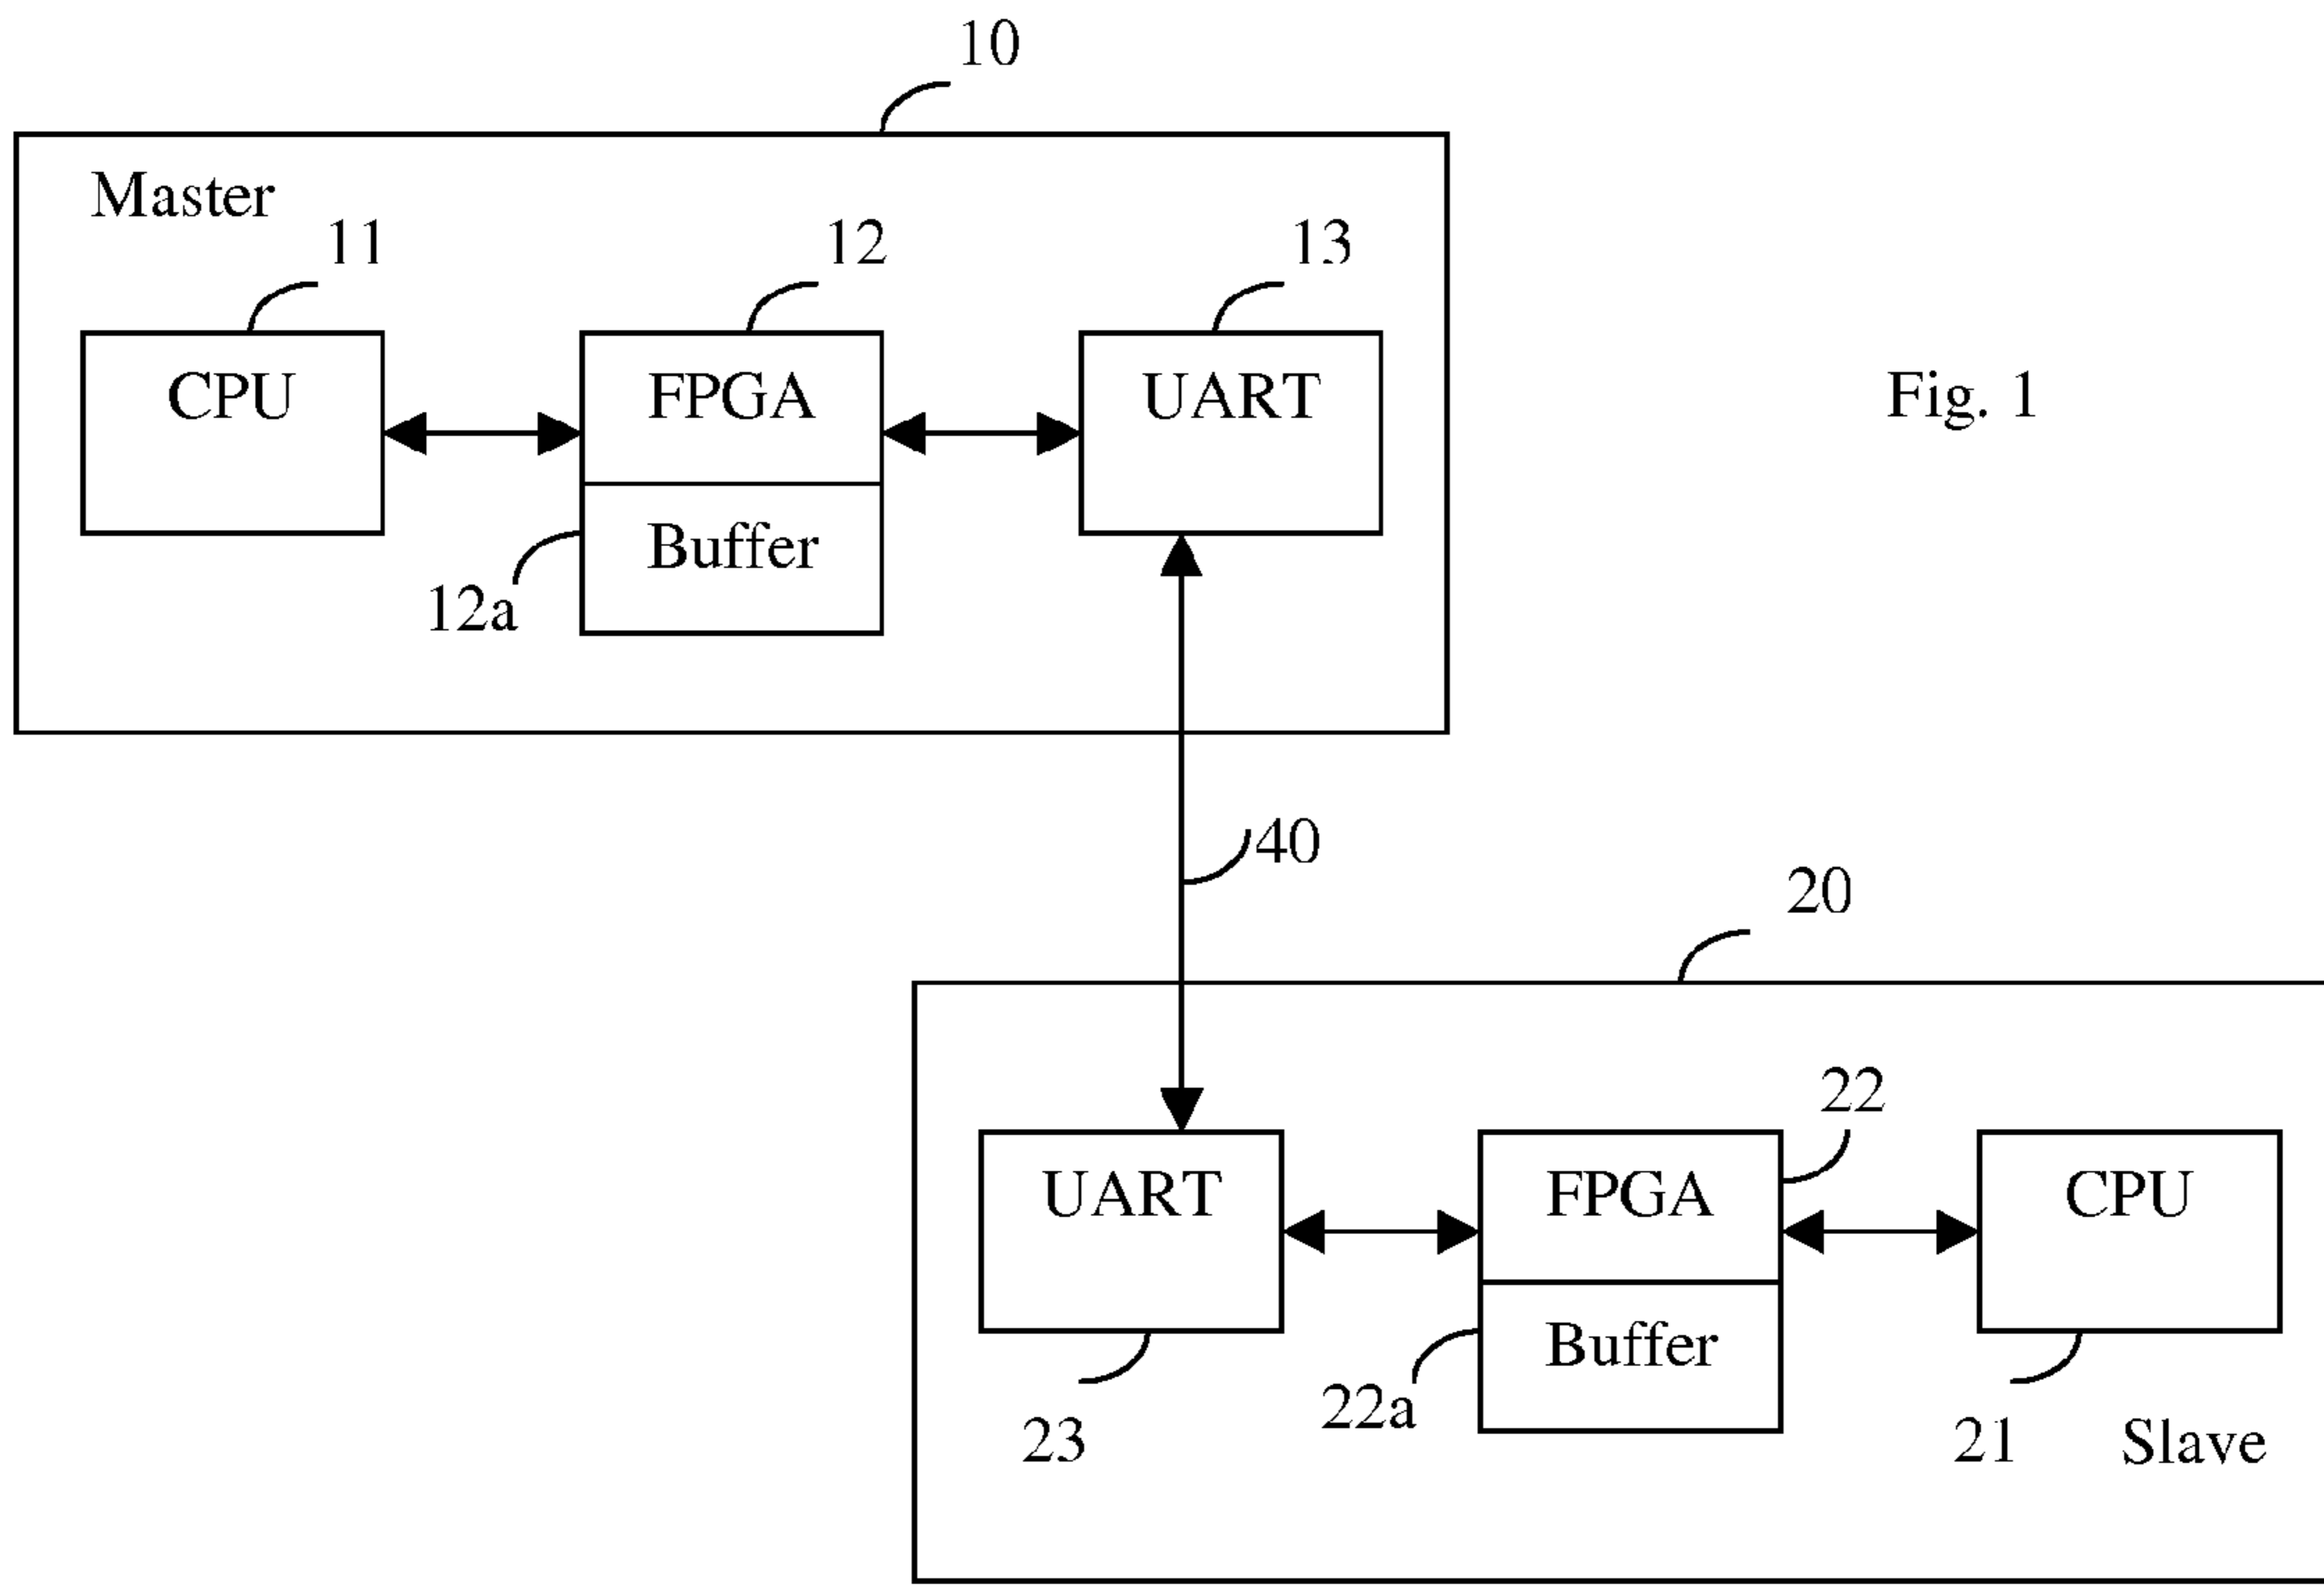 10
Master
11
12
13
CPU
FPGA
UART
Fig. 1
Buffer
12a
40
20
22
UART
FPGA
CPU
Buffer
22a
23
21
Slave